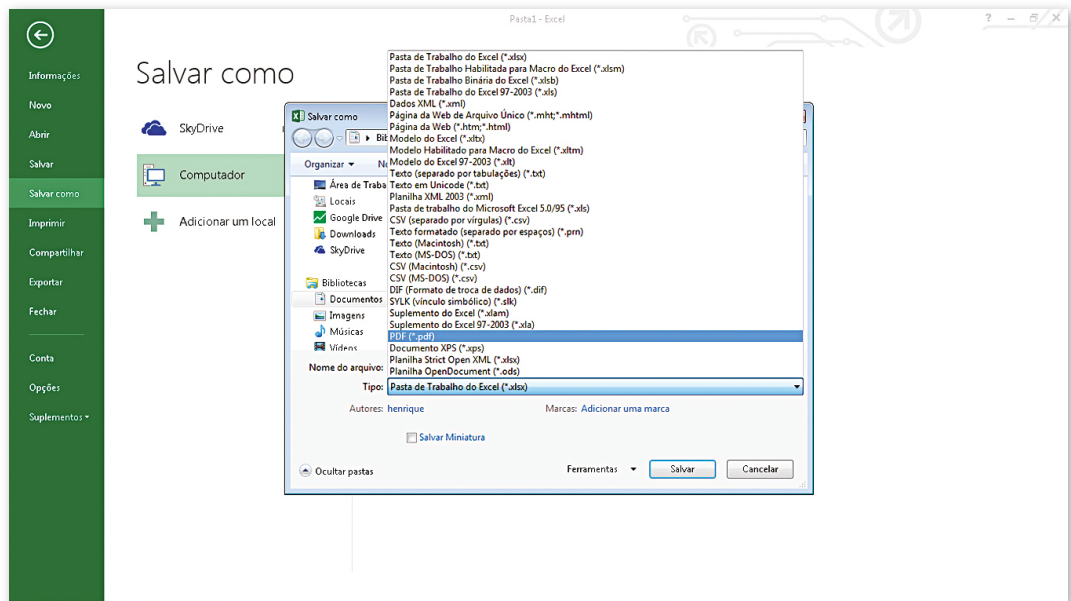 Pasta1 - Excel
?
Informações
Novo
Abrir
Salvar
Salvar como
Imprimir
Compartilhar
Exportar
Fechar
Conta
Opções
Suplementos
Salvar como
SkyDrive
Computador
Adicionar um local
Salvar como
Organizar
Área de Traba
Locais
Google Drive
Downloads
SkyDrive
Bibliotecas
Documentos
Imagens
Músicas
Vídeos
Pasta de Trabalho do Excel (*.xlsx)
Pasta de Trabalho Habilitada para Macro do Excel (*.xlsm)
Pasta de Trabalho Binária do Excel (*.xlsb)
Pasta de Trabalho do Excel 97-2003 (*.xls)
Dados XML (*.xml)
Página da Web de Arquivo Único (*.mht;*.mhtml)
Página da Web (*.htm;*.html)
Modelo do Excel (*.xltx)
Modelo Habilitado para Macro do Excel (*.xltm)
Modelo do Excel 97-2003 (*.xlt)
Texto (separado por tabulações) (*.txt)
Texto em Unicode (*.txt)
Planilha XML 2003 (*.xml)
Pasta de trabalho do Microsoft Excel 5.0/95 (*.xls)
CSV (separado por vírgulas) (*.csv)
Texto formatado (separado por espaços) (*.prn)
Texto (Macintosh) (*.txt)
Texto (MS-DOS) (*.txt)
CSV (Macintosh) (*.csv)
CSV (MS-DOS) (*.csv)
DIF (Formato de troca de dados) (*.dif)
SYLK (vínculo simbólico) (*.slk)
Suplemento do Excel (*.xlam)
Suplemento do Excel 97-2003 (*.xla)
PDF (*.pdf)
Documento XPS (*.xps)
Planilha Strict Open XML (*.xlsx)
Planilha OpenDocument (*.ods)
Nome do arquivo:
Tipo: Pasta de Trabalho do Excel (*.xlsx)
Autores: henrique
Marcas: Adicionar uma marca
Salvar Miniatura
Ocultar pastas
Ferramentas
Salvar
Cancelar